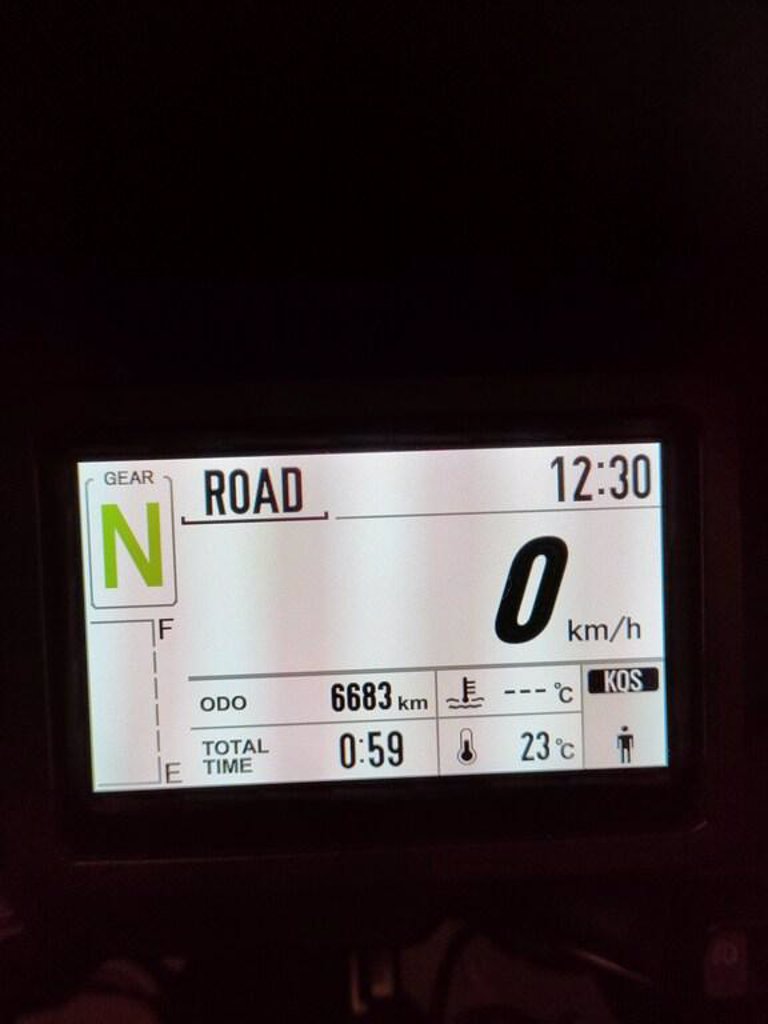 GEAR
N
ROAD
12:30
0 km/h
F
E
ODO 6683 km
--- °C
KQS
TOTAL TIME 0:59
23 °C